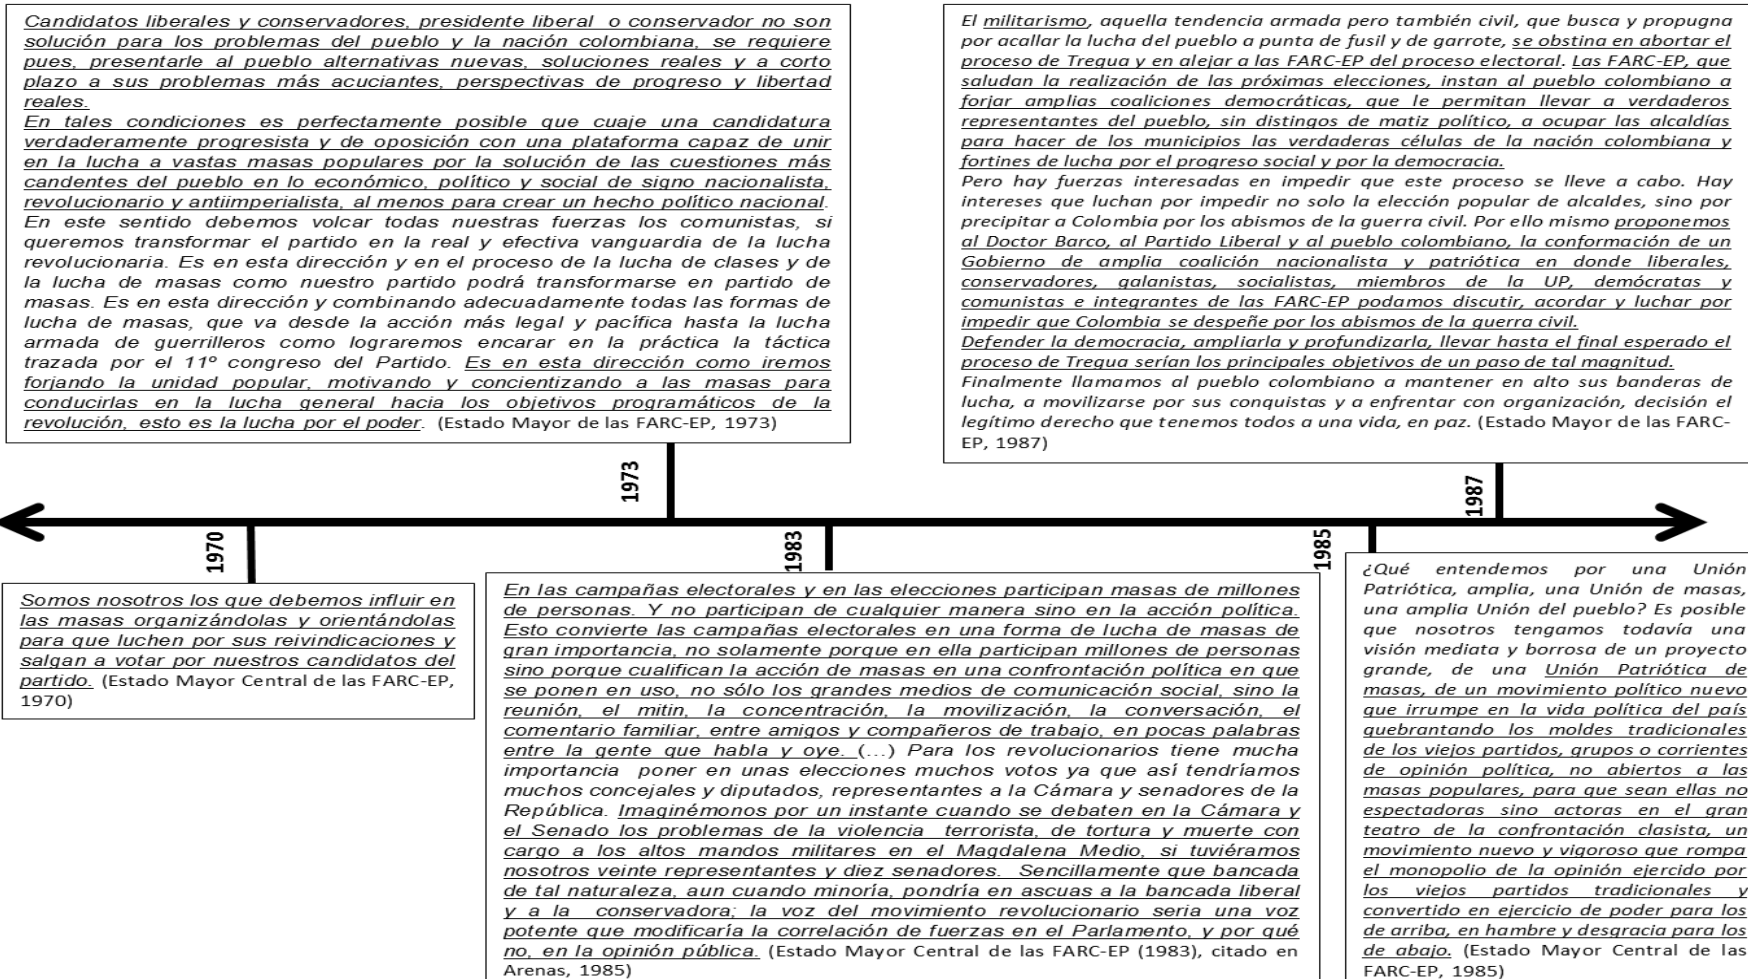 Candidatos liberales y conservadores, presidente liberal o conservador no son
solución para los problemas del pueblo y la nación colombiana, se requiere
pues, presentarle al pueblo alternativas nuevas, soluciones reales y a corto
plazo a sus problemas más acuciantes, perspectivas de progreso y libertad
reales.
En tales condiciones es perfectamente posible que cuaje una candidatura
verdaderamente progresista y de oposición con una plataforma capaz de unir
en la lucha a vastas masas populares por la solución de las cuestiones más
candentes del pueblo en lo económico, político y social de signo nacionalista,
revolucionario y antiimperialista, al menos para crear un hecho político nacional.
En este sentido debemos volcar todas nuestras fuerzas los comunistas, si
queremos transformar el partido en la real y efectiva vanguardia de la lucha
revolucionaria. Es en esta dirección y en el proceso de la lucha de clases y de
la lucha de masas como nuestro partido podrá transformarse en partido de
masas. Es en esta dirección y combinando adecuadamente todas las formas de
lucha de masas, que va desde la acción más legal y pacífica hasta la lucha
armada de guerrilleros como lograremos encarar en la práctica la táctica
trazada por el 11º congreso del Partido. Es en esta dirección como iremos
forjando la unidad popular, motivando y concientizando a las masas para
conducirlas en la lucha general hacia los objetivos programáticos de la
revolución, esto es la lucha por el poder. (Estado Mayor de las FARC-EP, 1973)
El militarismo, aquella tendencia armada pero también civil, que busca y propugna
por acallar la lucha del pueblo a punta de fusil y de garrote, se obstina en abortar el
proceso de Tregua y en alejar a las FARC-EP del proceso electoral. Las FARC-EP, que
saludan la realización de las próximas elecciones, instan al pueblo colombiano a
forjar amplias coaliciones democráticas, que le permitan llevar a verdaderos
representantes del pueblo, sin distingos de matiz político, a ocupar las alcaldías
para hacer de los municipios las verdaderas células de la nación colombiana y
fortines de lucha por el progreso social y por la democracia.
Pero hay fuerzas interesadas en impedir que este proceso se lleve a cabo. Hay
intereses que luchan por impedir no solo la elección popular de alcaldes, sino por
precipitar a Colombia por los abismos de la guerra civil. Por ello mismo proponemos
al Doctor Barco, al Partido Liberal y al pueblo colombiano, la conformación de un
Gobierno de amplia coalición nacionalista y patriótica en donde liberales,
conservadores, galanistas, socialistas, miembros de la UP, demócratas y
comunistas e integrantes de las FARC-EP podamos discutir, acordar y luchar por
impedir que Colombia se despeñe por los abismos de la guerra civil.
Defender la democracia, ampliarla y profundizarla, llevar hasta el final esperado el
proceso de Tregua serían los principales objetivos de un paso de tal magnitud.
Finalmente llamamos al pueblo colombiano a mantener en alto sus banderas de
lucha, a movilizarse por sus conquistas y a enfrentar con organización, decisión el
legítimo derecho que tenemos todos a una vida, en paz. (Estado Mayor de las FARC-
EP, 1987)
1973
1987
1970
1983
1985
Somos nosotros los que debemos influir en
las masas organizándolas y orientándolas
para que luchen por sus reivindicaciones y
salgan a votar por nuestros candidatos del
partido. (Estado Mayor Central de las FARC-EP,
1970)
En las campañas electorales y en las elecciones participan masas de millones
de personas. Y no participan de cualquier manera sino en la acción política.
Esto convierte las campañas electorales en una forma de lucha de masas de
gran importancia, no solamente porque en ella participan millones de personas
sino porque cualifican la acción de masas en una confrontación política en que
se ponen en uso, no sólo los grandes medios de comunicación social, sino la
reunión, el mitin, la concentración, la movilización, la conversación, el
comentario familiar, entre amigos y compañeros de trabajo, en pocas palabras
entre la gente que habla y oye. (...) Para los revolucionarios tiene mucha
importancia poner en unas elecciones muchos votos ya que así tendríamos
muchos concejales y diputados, representantes a la Cámara y senadores de la
República. Imaginémonos por un instante cuando se debaten en la Cámara y
el Senado los problemas de la violencia terrorista, de tortura y muerte con
cargo a los altos mandos militares en el Magdalena Medio, si tuviéramos
nosotros veinte representantes y diez senadores. Sencillamente que bancada
de tal naturaleza, aun cuando minoría, pondría en ascuas a la bancada liberal
y a la conservadora; la voz del movimiento revolucionario seria una voz
potente que modificaría la correlación de fuerzas en el Parlamento, y por qué
no, en la opinión pública. (Estado Mayor Central de las FARC-EP (1983), citado en
Arenas, 1985)
¿Qué entendemos por una Unión
Patriótica, amplia, una Unión de masas,
una amplia Unión del pueblo? Es posible
que nosotros tengamos todavía una
visión mediata y borrosa de un proyecto
grande, de una Unión Patriótica de
masas, de un movimiento político nuevo
que irrumpe en la vida política del país
quebrantando los moldes tradicionales
de los viejos partidos, grupos o corrientes
de opinión política, no abiertos a las
masas populares, para que sean ellas no
espectadoras sino actoras en el gran
teatro de la confrontación clasista, un
movimiento nuevo y vigoroso que rompa
el monopolio de la opinión ejercido por
los viejos partidos tradicionales y
convertido en ejercicio de poder para los
de arriba, en hambre y desgracia para los
de abajo. (Estado Mayor Central de las
FARC-EP, 1985)